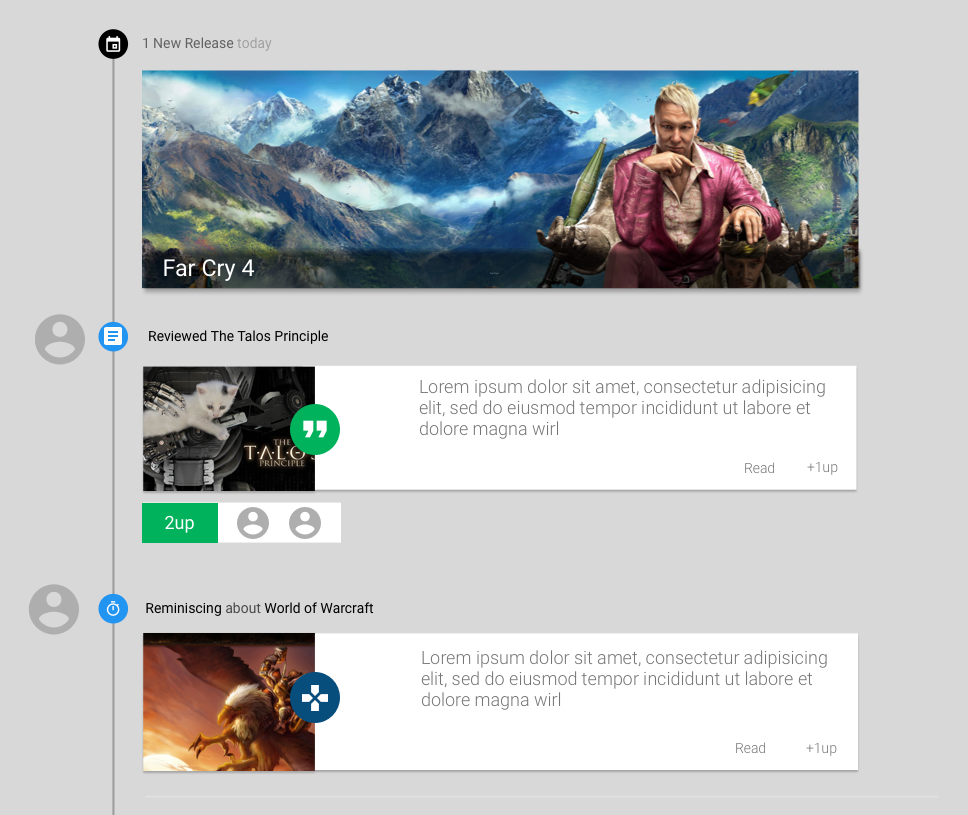 1 New Release today
Far Cry 4
Reviewed The Talos Principle
Lorem ipsum dolor sit amet, consectetur adipisicing
elit, sed do eiusmod tempor incididunt ut labore et
dolore magna wirl
THE
TALOS
PRINCIPLE
Read +1up
2up
Reminiscing about World of Warcraft
Lorem ipsum dolor sit amet, consectetur adipisicing
elit, sed do eiusmod tempor incididunt ut labore et
dolore magna wirl
Read +1up